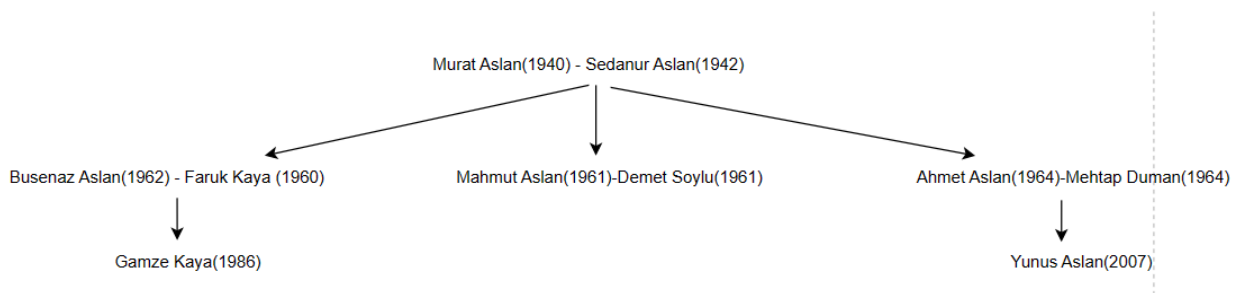 Murat Aslan(1940) - Sedanur Aslan(1942)
Busenaz Aslan(1962) - Faruk Kaya (1960)
Mahmut Aslan(1961)-Demet Soylu(1961)
Ahmet Aslan(1964)-Mehtap Duman(1964)
Gamze Kaya(1986)
Yunus Aslan(2007)